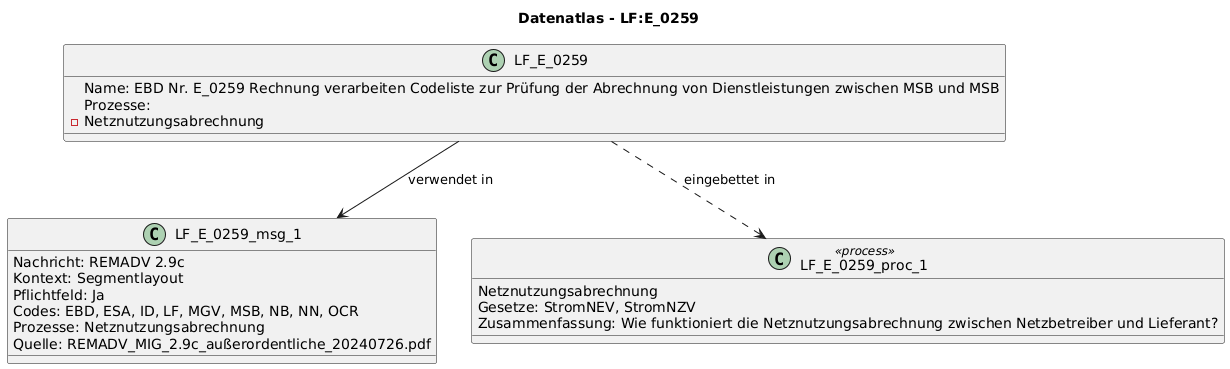 Datenatlas - LF:E_0259
C LF_E_0259
Name: EBD Nr. E_0259 Rechnung verarbeiten Codeliste zur Prüfung der Abrechnung von Dienstleistungen zwischen MSB und MSB
Prozesse:
Netznutzungsabrechnung
verwendet in
eingebettet in
C LF_E_0259_msg_1
Nachricht: REMADV 2.9c
Kontext: Segmentlayout
Pflichtfeld: Ja
Codes: EBD, ESA, ID, LF, MGV, MSB, NB, NN, OCR
Prozesse: Netznutzungsabrechnung
Quelle: REMADV_MIG_2.9c_außerordentliche_20240726.pdf
«process»
C LF_E_0259_proc_1
Netznutzungsabrechnung
Gesetze: StromNEV, StromNZV
Zusammenfassung: Wie funktioniert die Netznutzungsabrechnung zwischen Netzbetreiber und Lieferant?